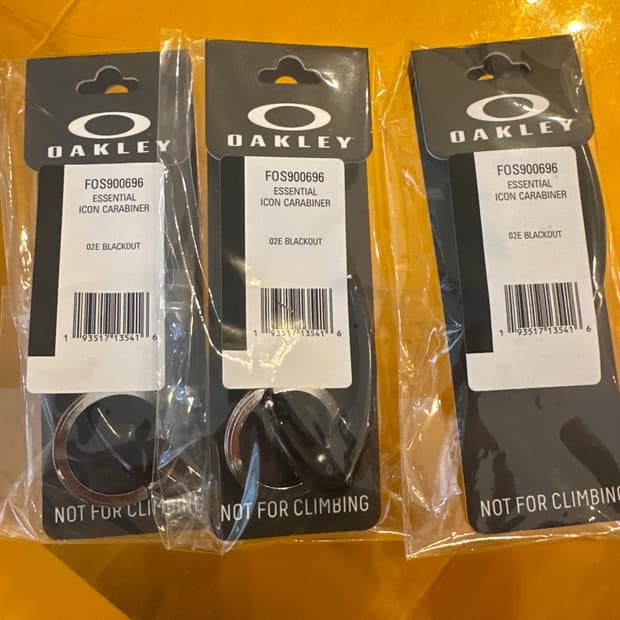 OAKLEY
FOS900696
ESSENTIAL
ICON CARABINER
02E BLACKOUT
1 93517 13541 6
NOT FOR CLIMBING
OAKLEY
FOS900696
ESSENTIAL
ICON CARABINER
02E BLACKOUT
1 93517 13541 6
NOT FOR CLIMBING
OAKLEY
FOS900696
ESSENTIAL
ICON CARABINER
02E BLACKOUT
1 93517 13541 6
NOT FOR CLIMBING